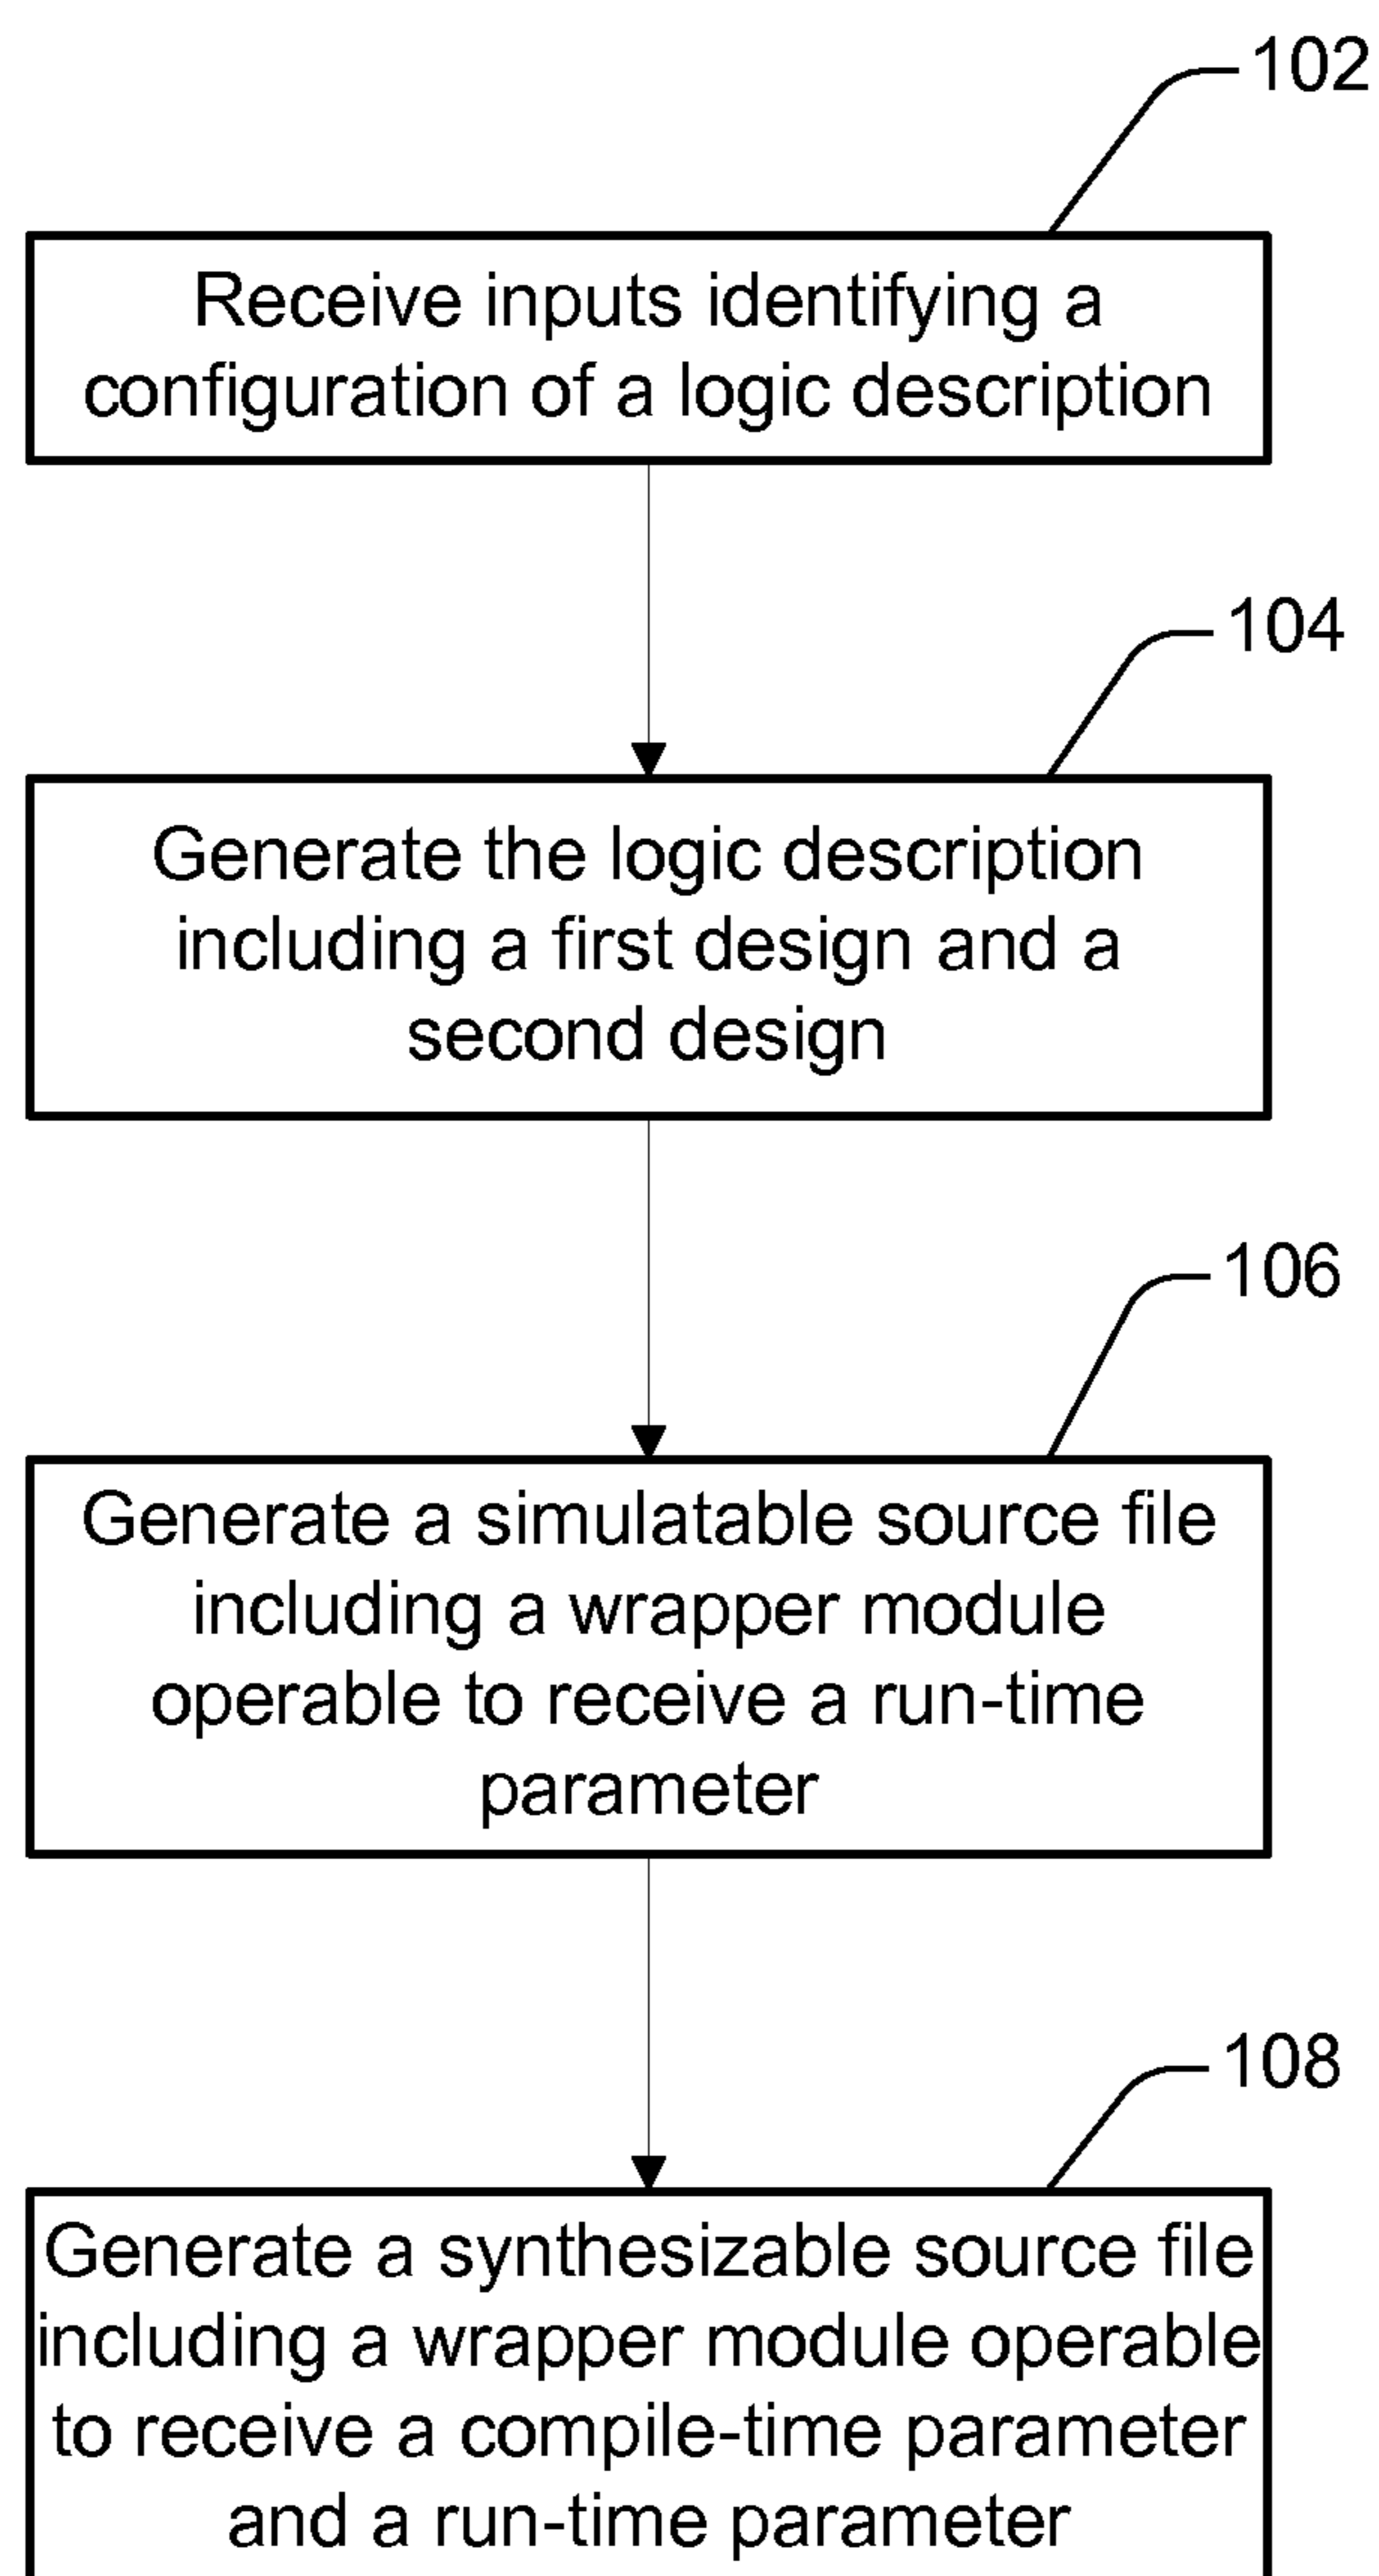 102
Receive inputs identifying a
configuration of a logic description
104
Generate the logic description
including a first design and a
second design
106
Generate a simulatable source file
including a wrapper module
operable to receive a run-time
parameter
108
Generate a synthesizable source file
including a wrapper module operable
to receive a compile-time parameter
and a run-time parameter